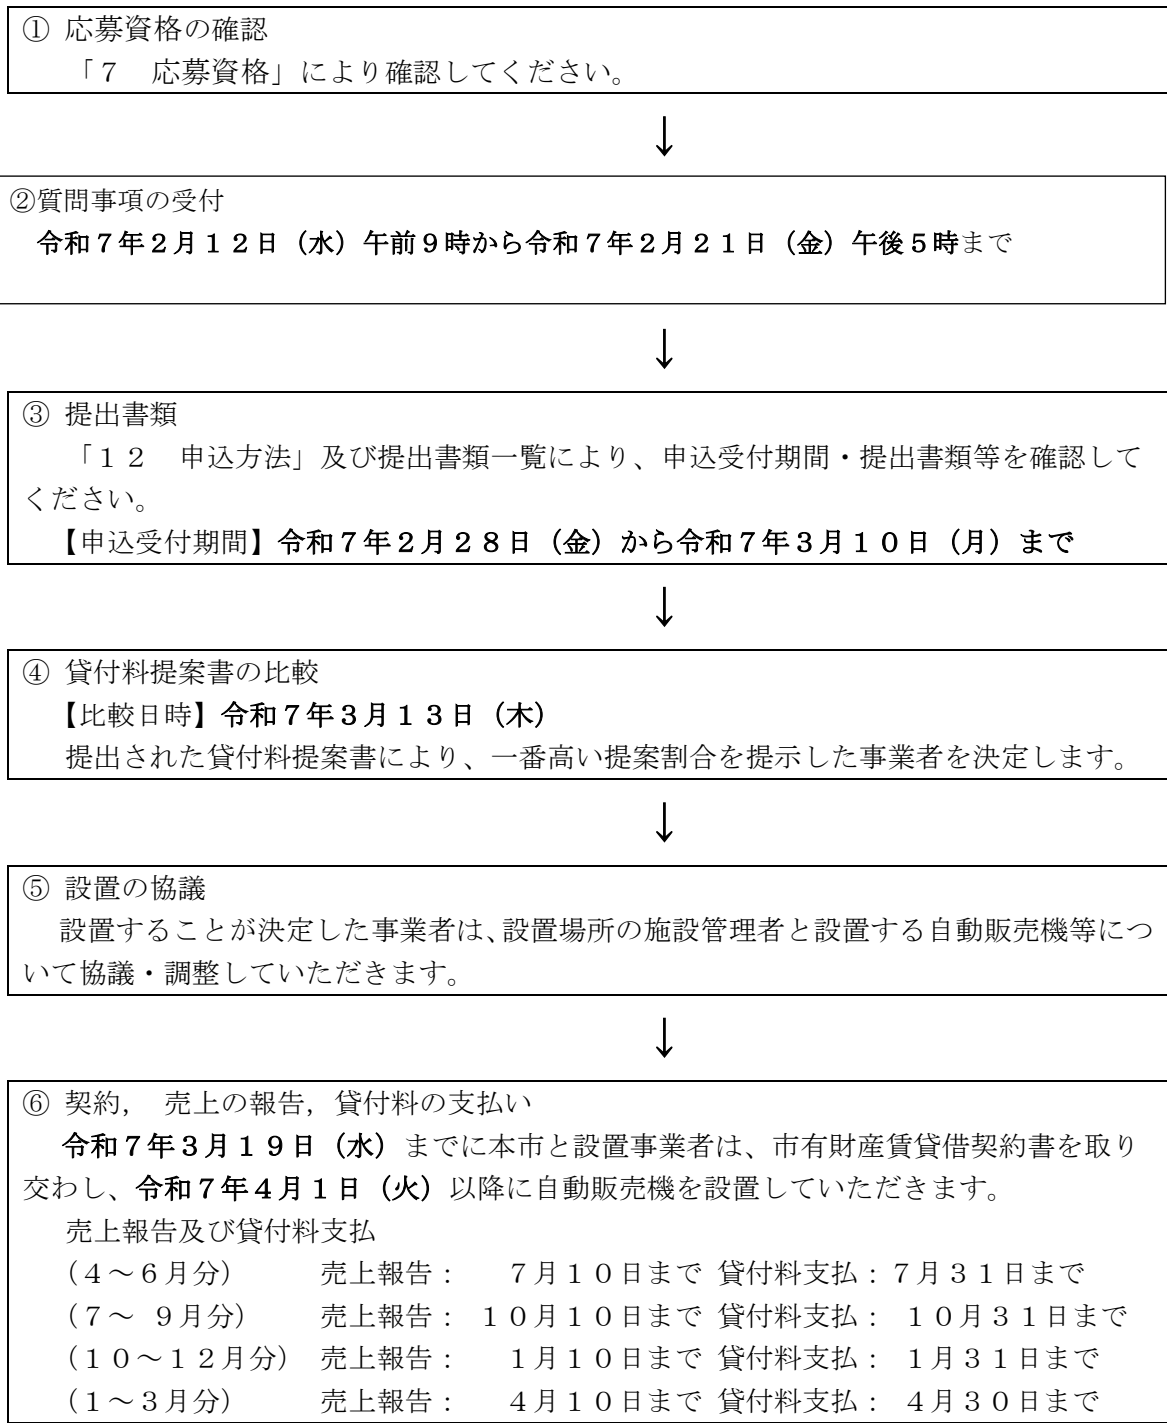 ① 応募資格の確認
「７　応募資格」により確認してください。
↓
②質問事項の受付
令和７年２月１２日（水）午前９時から令和７年２月２１日（金）午後５時まで
↓
③ 提出書類
「１２　申込方法」及び提出書類一覧により、申込受付期間・提出書類等を確認して
ください。
【申込受付期間】令和７年２月２８日（金）から令和７年３月１０日（月）まで
↓
④ 貸付料提案書の比較
【比較日時】令和７年３月１３日（木）
提出された貸付料提案書により、一番高い提案割合を提示した事業者を決定します。
↓
⑤ 設置の協議
設置することが決定した事業者は、設置場所の施設管理者と設置する自動販売機等につ
いて協議・調整していただきます。
↓
⑥ 契約,　売上の報告, 貸付料の支払い
令和７年３月１９日（水）までに本市と設置事業者は、市有財産賃貸借契約書を取り
交わし、令和７年４月１日（火）以降に自動販売機を設置していただきます。
売上報告及び貸付料支払
（４～６月分）　売上報告：　７月１０日まで 貸付料支払：７月３１日まで
（７～ ９月分）　売上報告： １０月１０日まで 貸付料支払： １０月３１日まで
（１０～１２月分） 売上報告：　１月１０日まで 貸付料支払： １月３１日まで
（１～３月分）　売上報告：　４月１０日まで 貸付料支払： ４月３０日まで